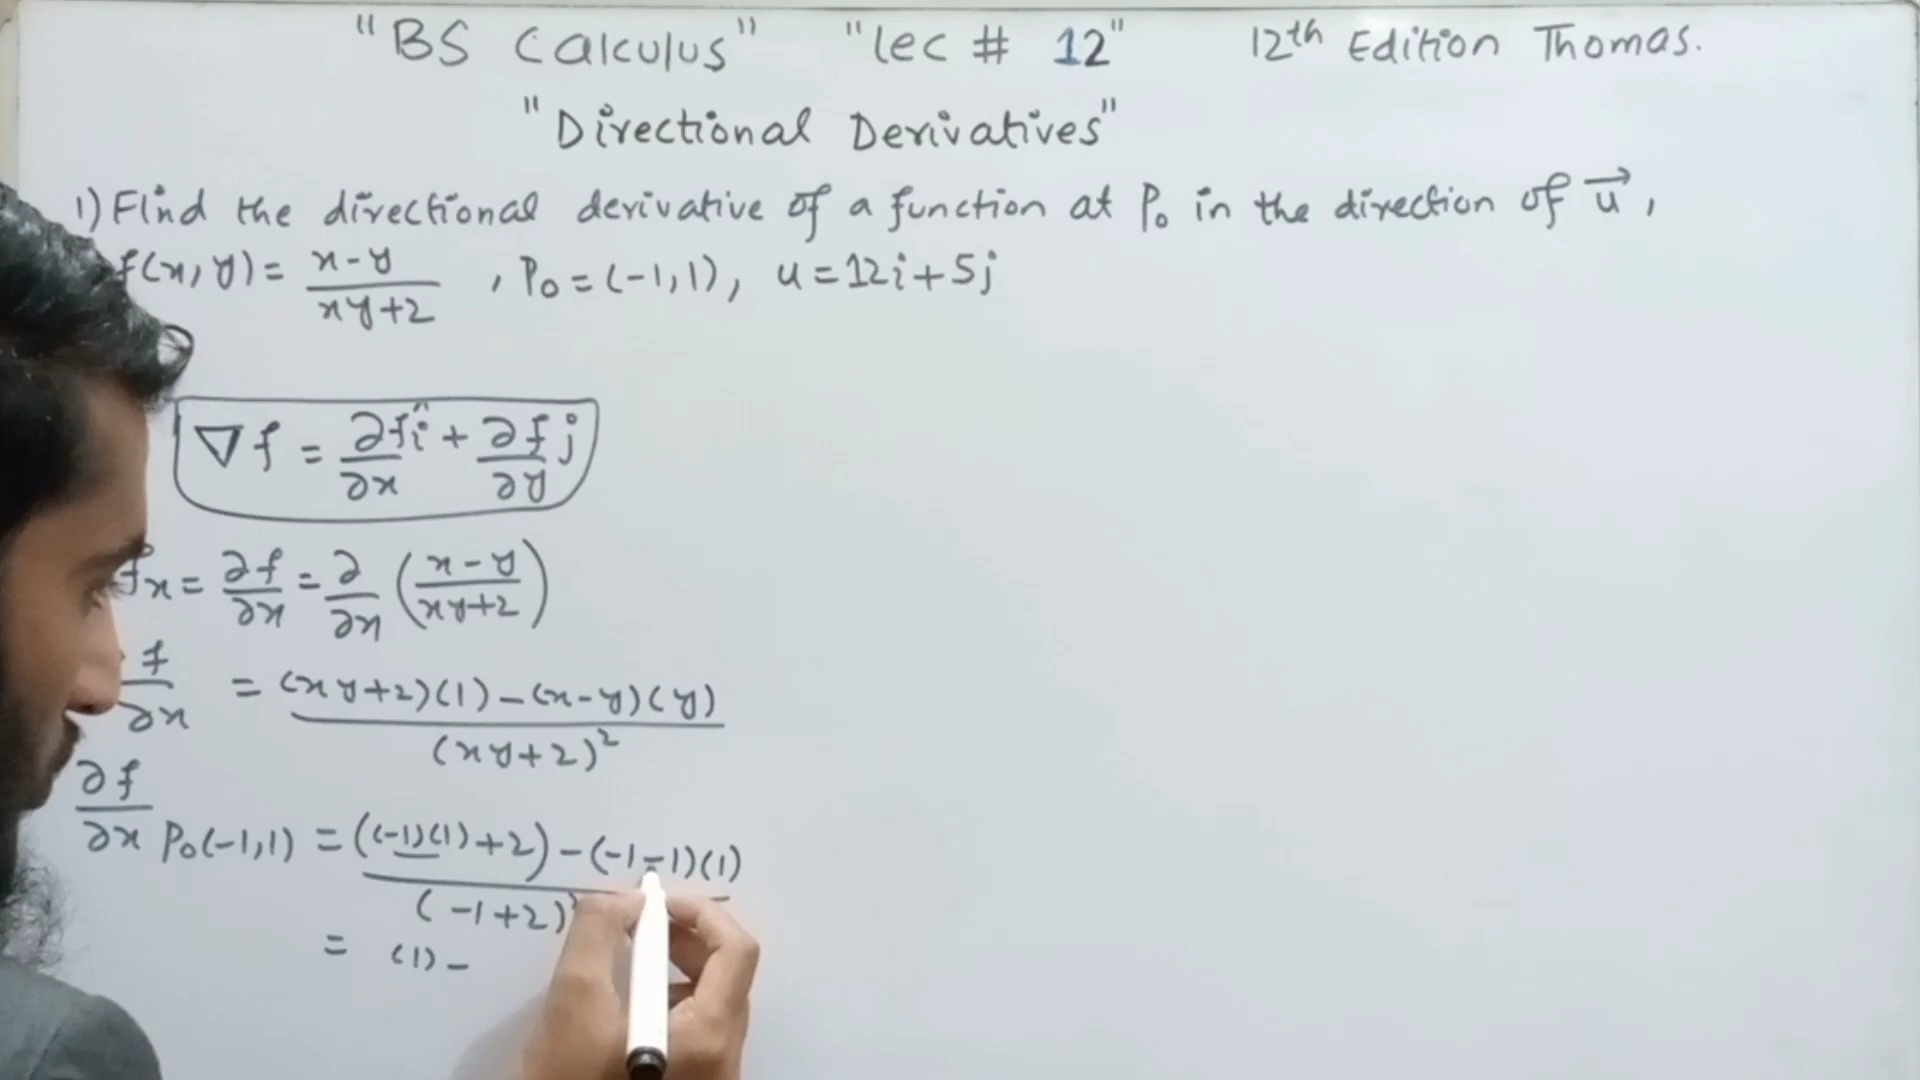 "BS Calculus" "lec # 12" 12th Edition Thomas.
"Directional Derivatives"
1) Find the directional derivative of a function at P₀ in the direction of u⃗,
f(x, y) = (x-y)/(xy+2) , P₀ = (-1,1), u = 12i + 5j
∇f = ∂f/∂x î + ∂f/∂y j
fx = ∂f/∂x = ∂/∂x ((x-y)/(xy+2))
f/∂x = ((xy+2)(1) - (x-y)(y))/(xy+2)²
∂f/∂x P₀(-1,1) = (((-1)(1)+2) - (-1-1)(1))/(-1+2)²
= (1) -